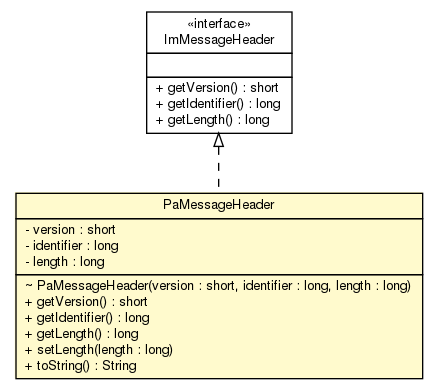 «interface»
ImMessageHeader
+ getVersion() : short
+ getIdentifier() : long
+ getLength() : long
PaMessageHeader
- version : short
- identifier : long
- length : long
~ PaMessageHeader(version : short, identifier : long, length : long)
+ getVersion() : short
+ getIdentifier() : long
+ getLength() : long
+ setLength(length : long)
+ toString() : String